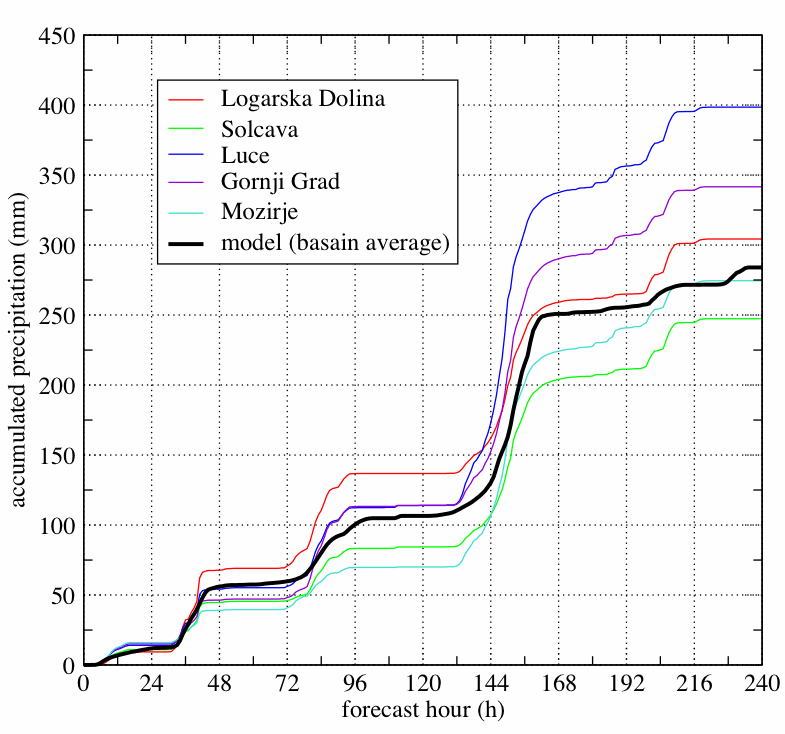 450
400
350
300
250
200
150
100
50
0
accumulated precipitation (mm)
Logarska Dolina
Solcava
Luce
Gornji Grad
Mozirje
model (basain average)
0 24 48 72 96 120 144 168 192 216 240
forecast hour (h)